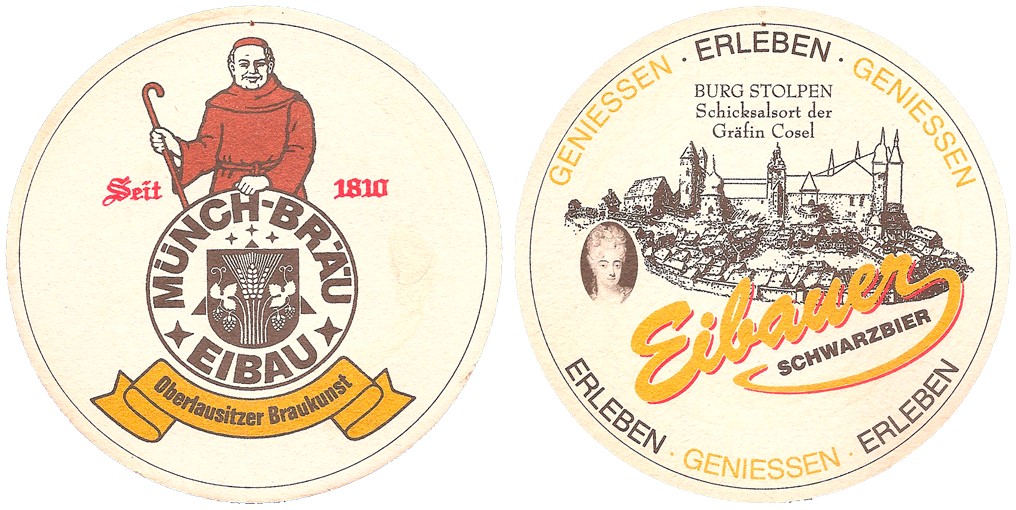 Seit 1810
MÜNCH-BRÄU
EIBAU
Oberlausitzer Braukunst
GENIESSEN · ERLEBEN · GENIESSEN
BURG STOLPEN
Schicksalsort der
Gräfin Cosel
Eibauer
SCHWARZBIER
ERLEBEN · GENIESSEN · ERLEBEN